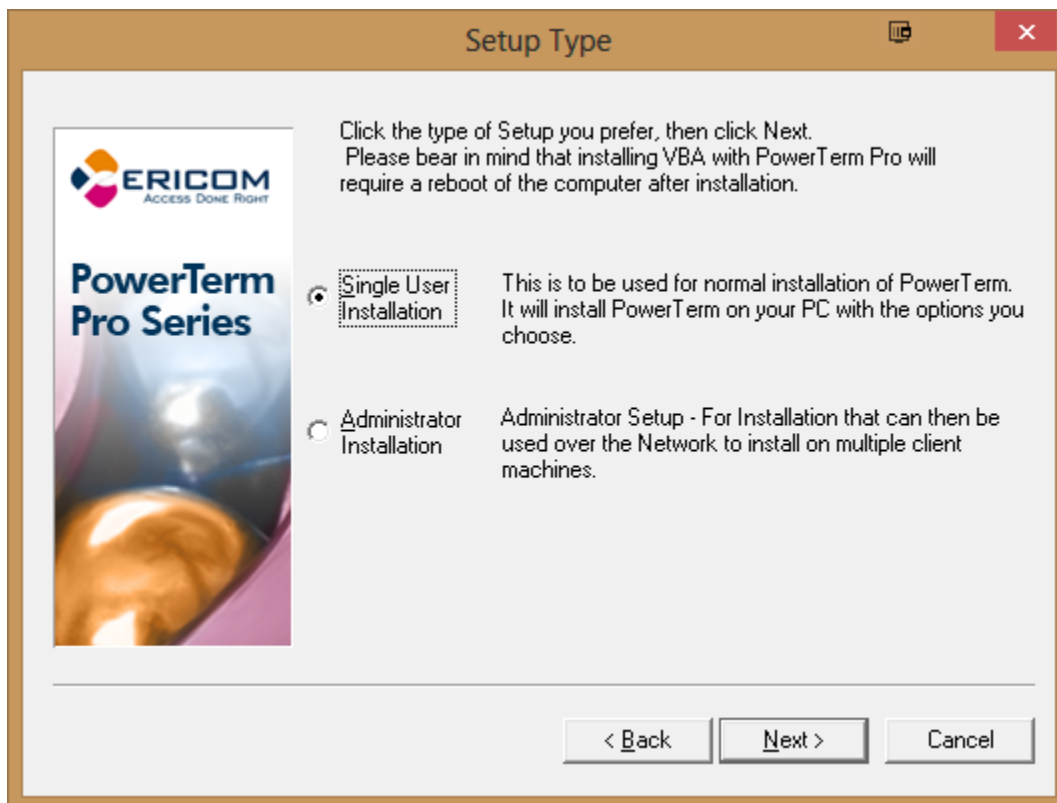 Setup Type
Click the type of Setup you prefer, then click Next.
Please bear in mind that installing VBA with PowerTerm Pro will
require a reboot of the computer after installation.
ERICOM
ACCESS DONE RIGHT
PowerTerm
Pro Series
Single User
Installation
This is to be used for normal installation of PowerTerm.
It will install PowerTerm on your PC with the options you
choose.
Administrator
Installation
Administrator Setup - For Installation that can then be
used over the Network to install on multiple client
machines.
< Back
Next >
Cancel